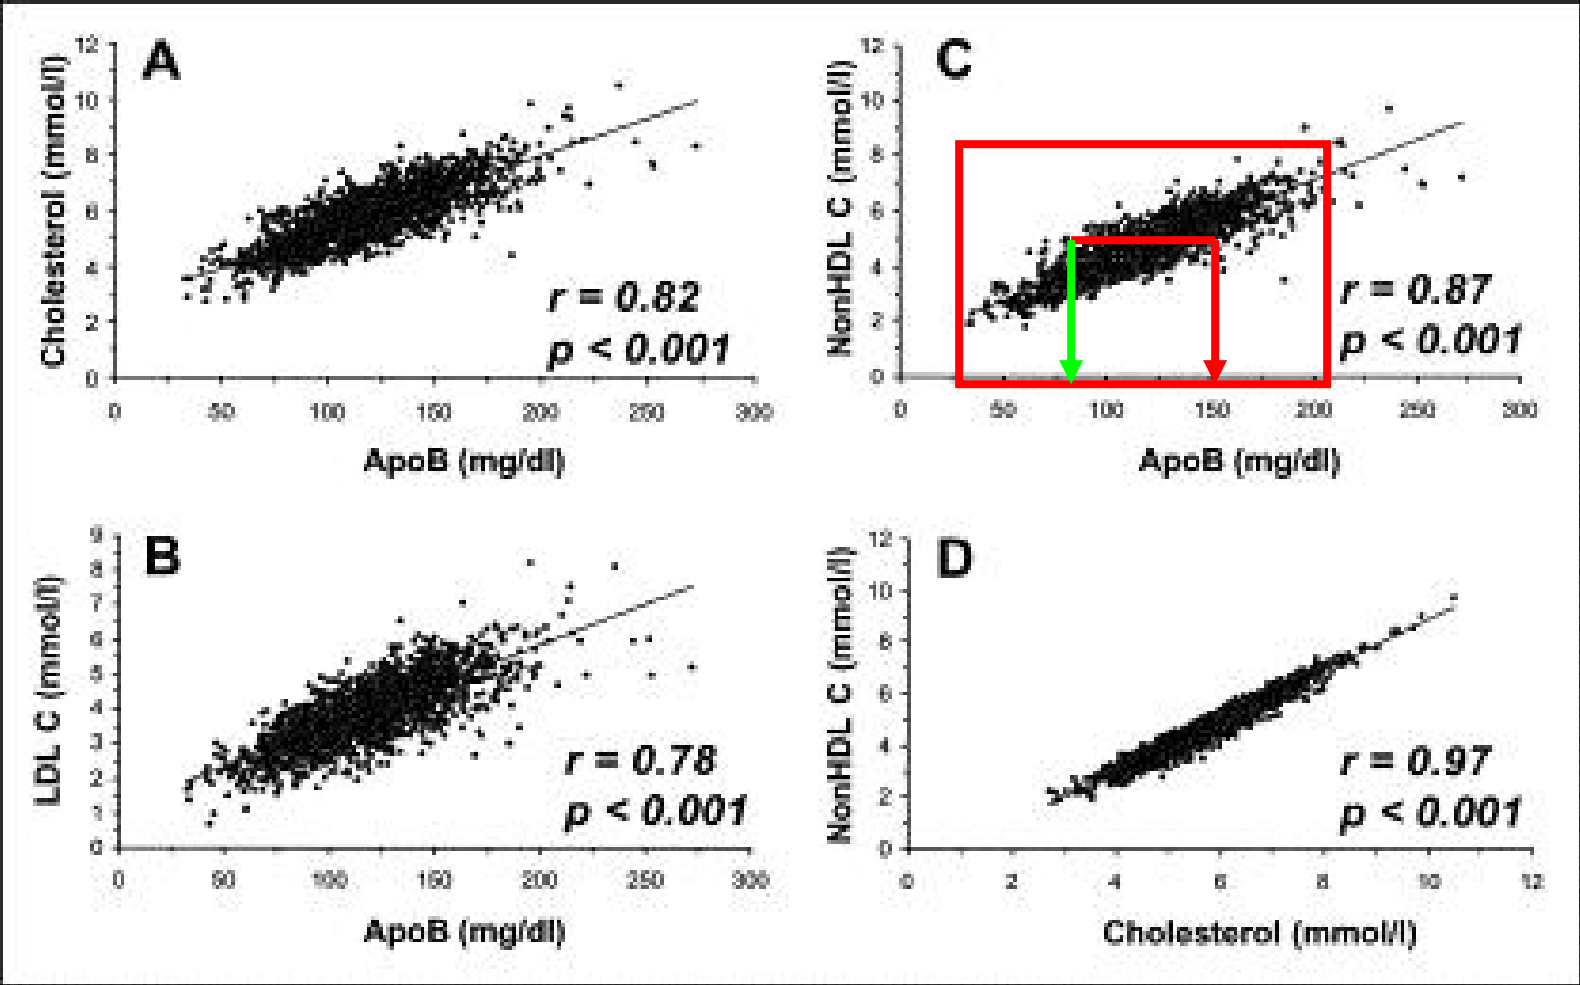 A
Cholesterol (mmol/l)
12
10
8
6
4
2
0
r = 0.82
p < 0.001
0 50 100 150 200 250 300
ApoB (mg/dl)
C
NonHDL C (mmol/l)
12
10
8
6
4
2
0
r = 0.87
p < 0.001
0 50 100 150 200 250 300
ApoB (mg/dl)
B
LDL C (mmol/l)
9
8
7
6
5
4
3
2
1
0
r = 0.78
p < 0.001
0 50 100 150 200 250 300
ApoB (mg/dl)
D
NonHDL C (mmol/l)
12
10
8
6
4
2
0
r = 0.97
p < 0.001
0 2 4 6 8 10 12
Cholesterol (mmol/l)